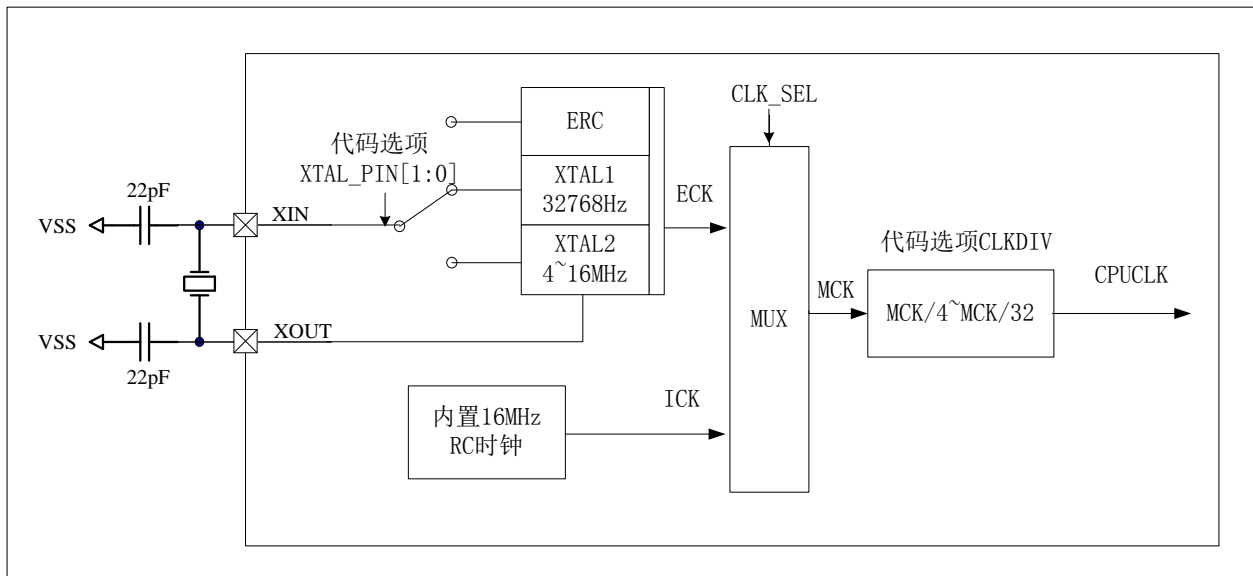 CLK_SEL
ERC
代码选项
XTAL_PIN[1:0]
XTAL1
32768Hz
ECK
22pF
VSS
XIN
XTAL2
4~16MHz
代码选项CLKDIV
MCK
MCK/4~MCK/32
CPUCLK
MUX
VSS
XOUT
22pF
内置16MHz
RC时钟
ICK